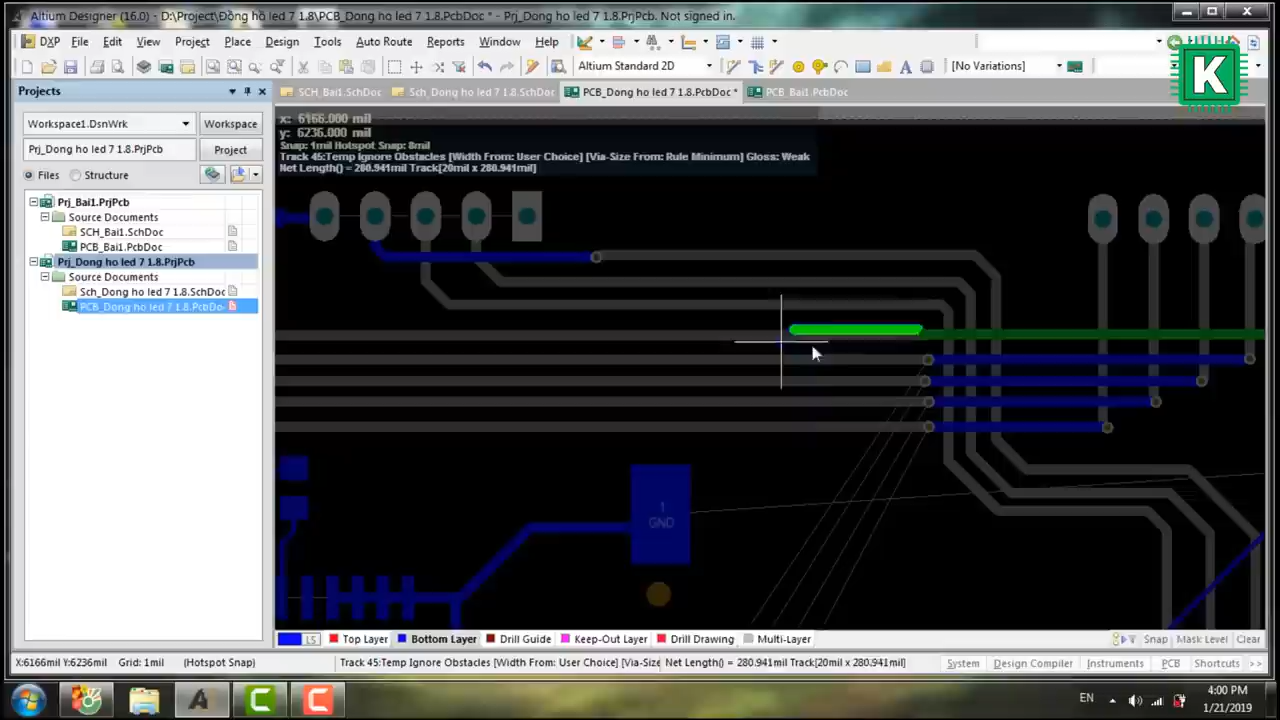 Altium Designer (16.0) - D:\Project\Đồng hồ led 7 1.8\PCB_Dong ho led 7 1.8.PcbDoc * - Prj_Dong ho led 7 1.8.PrjPcb. Not signed in.
DXP File Edit View Project Place Design Tools Auto Route Reports Window Help
Altium Standard 2D [No Variations]
K
Projects
SCH_Bai1.SchDoc Sch_Dong ho led 7 1.8.SchDoc PCB_Dong ho led 7 1.8.PcbDoc * PCB_Bai1.PcbDoc
Workspace1.DsnWrk Workspace
Prj_Dong ho led 7 1.8.PrjPcb Project
Files Structure
Prj_Bai1.PrjPcb
Source Documents
SCH_Bai1.SchDoc
PCB_Bai1.PcbDoc
Prj_Dong ho led 7 1.8.PrjPcb
Source Documents
Sch_Dong ho led 7 1.8.SchDoc
PCB_Dong ho led 7 1.8.PcbDo
x: 6166.000 mil
y: 6236.000 mil
Snap: 1mil Hotspot Snap: 8mil
Track 45:Temp Ignore Obstacles [Width From: User Choice] [Via-Size From: Rule Minimum] Gloss: Weak
Net Length() = 280.941mil Track[20mil x 280.941mil]
1
GND
LS Top Layer Bottom Layer Drill Guide Keep-Out Layer Drill Drawing Multi-Layer Snap Mask Level Clear
X:6166mil Y:6236mil Grid: 1mil (Hotspot Snap) Track 45:Temp Ignore Obstacles [Width From: User Choice] [Via-Size Net Length() = 280.941mil Track[20mil x 280.941mil] System Design Compiler Instruments PCB Shortcuts >>
EN
4:00 PM
1/21/2019